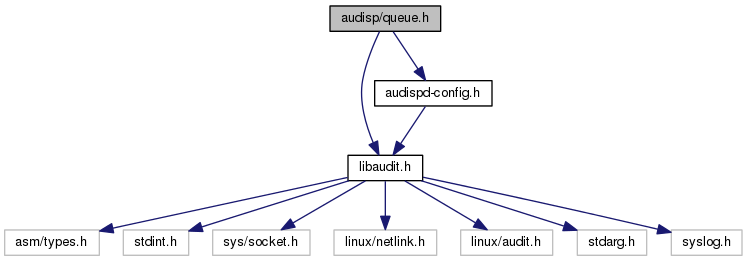 audisp/queue.h
audispd-config.h
libaudit.h
asm/types.h
stdint.h
sys/socket.h
linux/netlink.h
linux/audit.h
stdarg.h
syslog.h